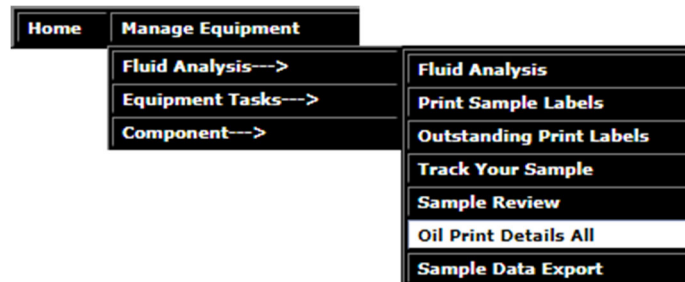 Home Manage Equipment
Fluid Analysis--->
Equipment Tasks--->
Component--->
Fluid Analysis
Print Sample Labels
Outstanding Print Labels
Track Your Sample
Sample Review
Oil Print Details All
Sample Data Export